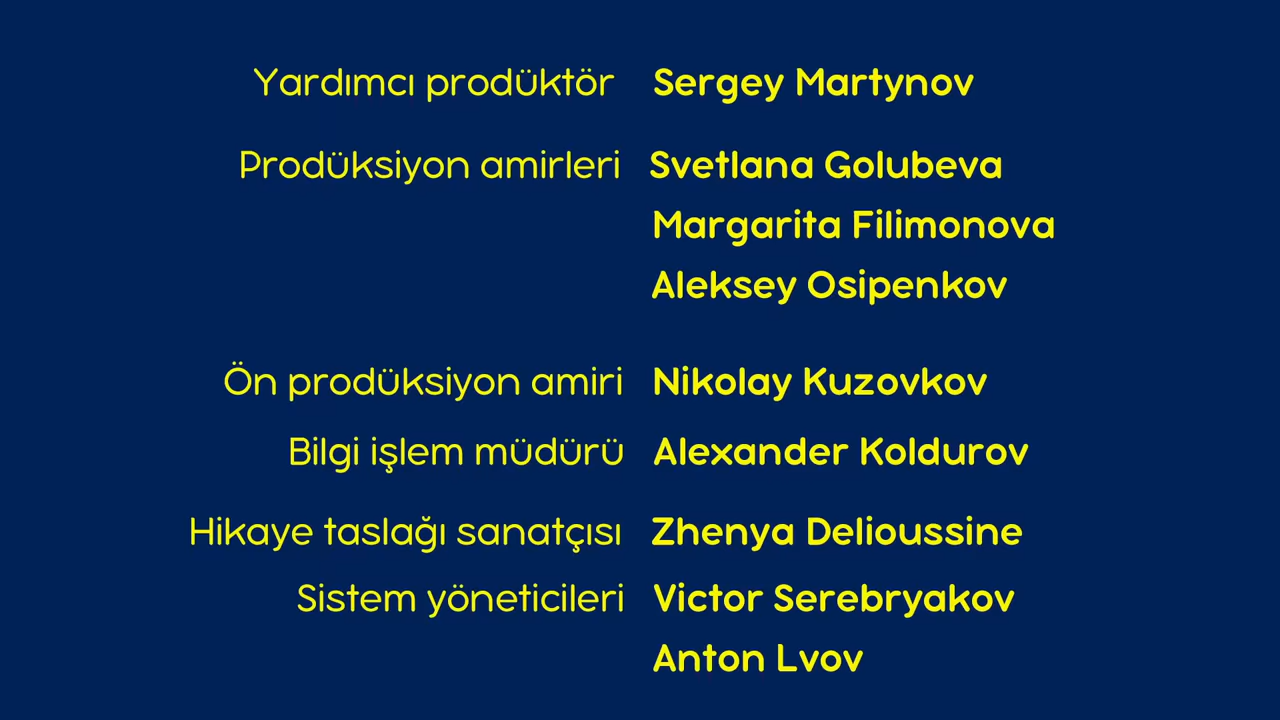 Yardımcı prodüktör Sergey Martynov
Prodüksiyon amirleri Svetlana Golubeva
Margarita Filimonova
Aleksey Osipenkov
Ön prodüksiyon amiri Nikolay Kuzovkov
Bilgi işlem müdürü Alexander Koldurov
Hikaye taslağı sanatçısı Zhenya Delioussine
Sistem yöneticileri Victor Serebryakov
Anton Lvov